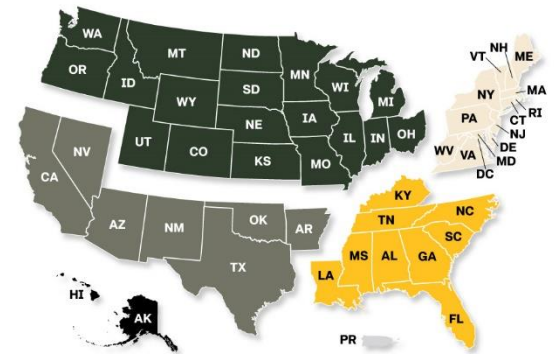 WA
MT
ND
MN
OR
ID
SD
WI
MI
WY
NE
IA
IL
IN
OH
UT
CO
KS
MO
NH
ME
VT
MA
NY
RI
CT
PA
NJ
DE
WV
VA
MD
DC
NV
CA
AZ
NM
OK
AR
TX
KY
NC
TN
SC
MS
AL
GA
LA
FL
HI
AK
PR